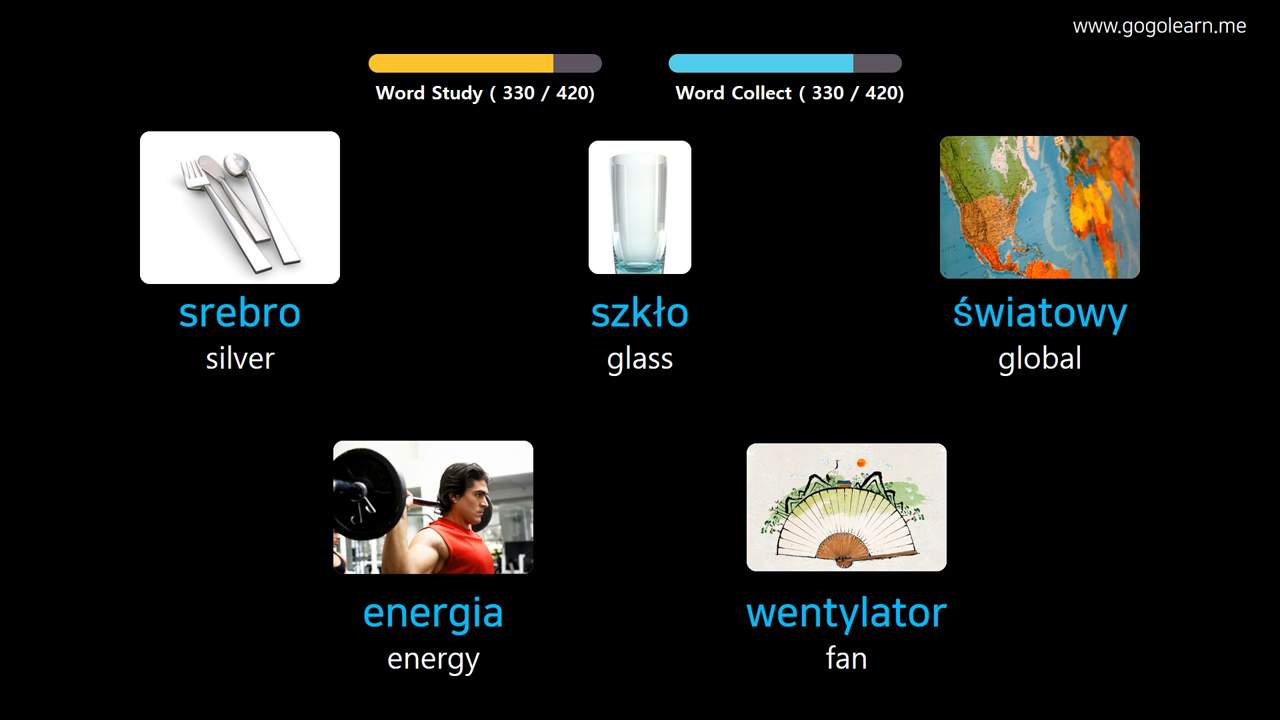 www.gogolearn.me
Word Study ( 330 / 420)
Word Collect ( 330 / 420)
srebro
silver
szkło
glass
światowy
global
energia
energy
wentylator
fan